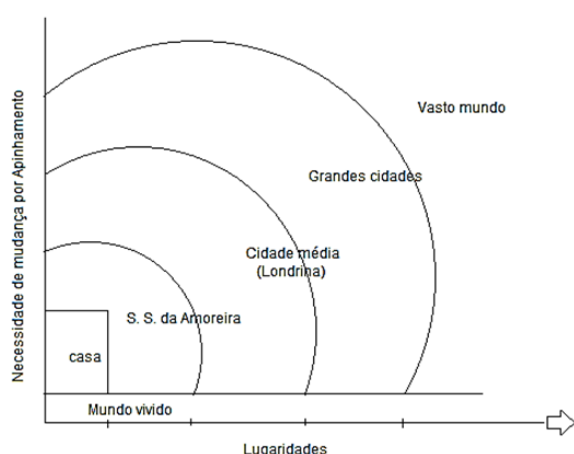 Necessidade de mudança por Apinhamento
Vasto mundo
Grandes cidades
Cidade média
(Londrina)
S. S. da Amoreira
casa
Mundo vivido
Lugaridades